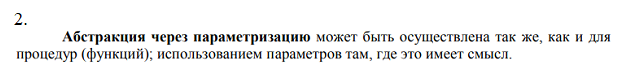 2.
Абстракция через параметризацию может быть осуществлена так же, как и для
процедур (функций); использованием параметров там, где это имеет смысл.